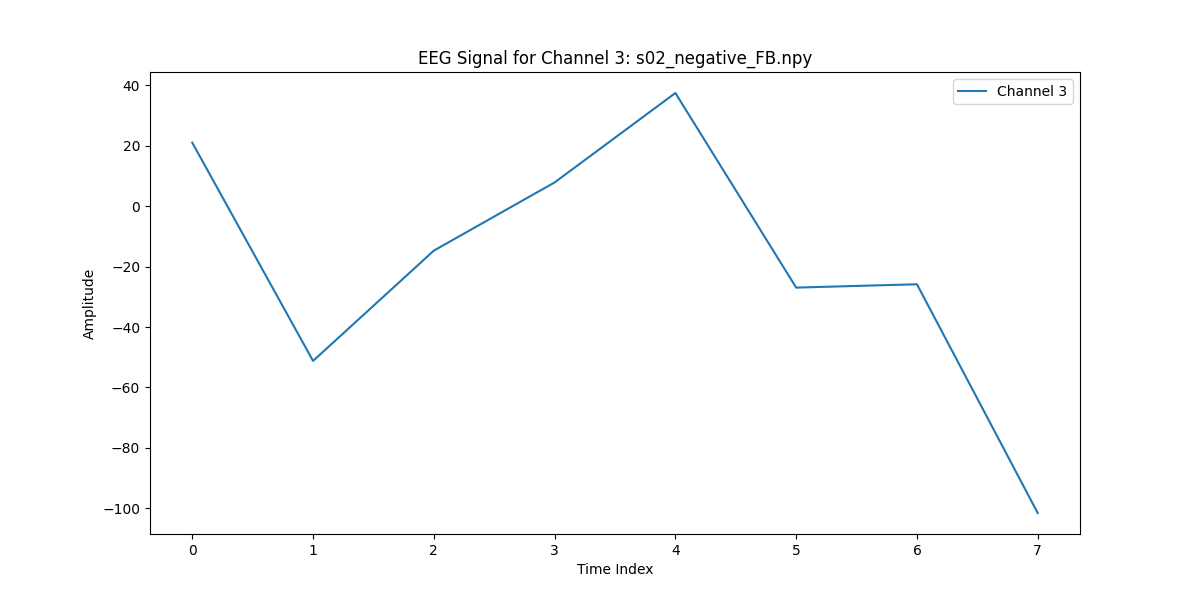 EEG Signal for Channel 3: s02_negative_FB.npy
Channel 3
40
20
0
−20
−40
−60
−80
−100
Amplitude
0 1 2 3 4 5 6 7
Time Index